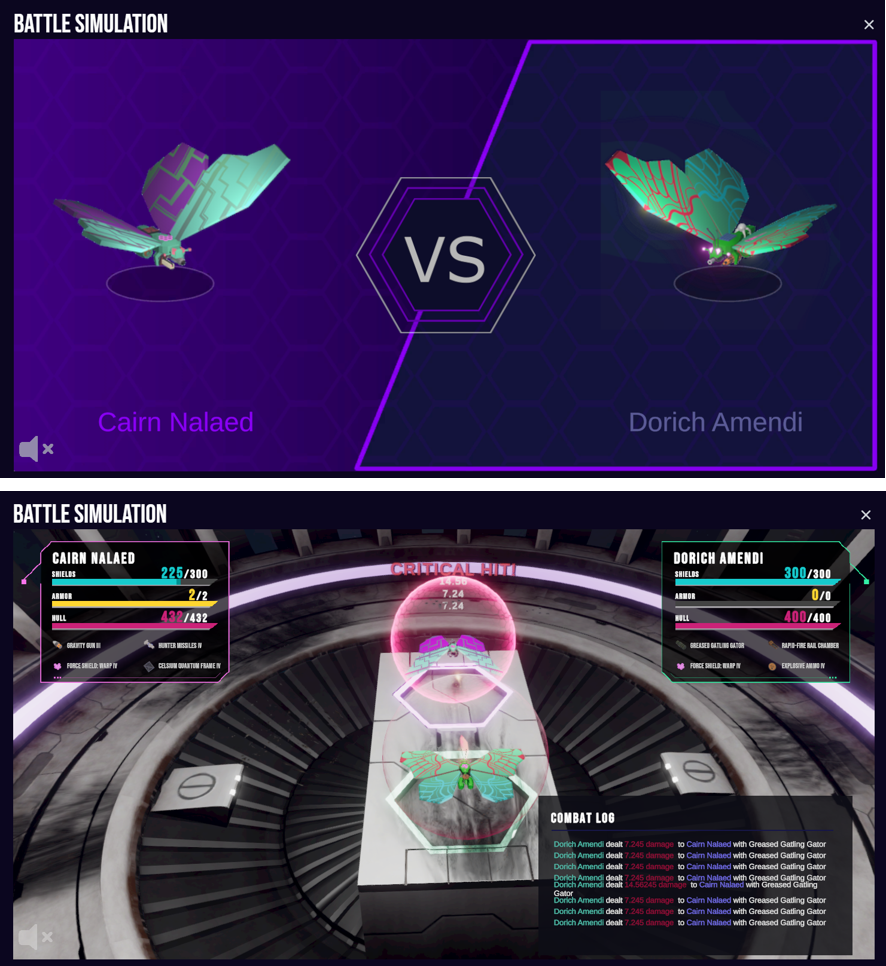 BATTLE SIMULATION
×
VS
Cairn Nalaed
Dorich Amendi
BATTLE SIMULATION
×
CAIRN NALAED
SHIELDS 225/300
ARMOR 2/2
HULL 432/432
GRAVITY GUN III HUNTER MISSILES IV
FORCE SHIELD: WARP IV CELSIUM QUANTUM FRAME IV
...
CRITICAL HIT!
14.58
7.24
7.24
DORICH AMENDI
SHIELDS 300/300
ARMOR 0/0
HULL 400/400
GREASED GATLING GATOR RAPID-FIRE RAIL CHAMBER
FORCE SHIELD: WARP IV EXPLOSIVE AMMO IV
...
COMBAT LOG
Dorich Amendi dealt 7.245 damage to Cairn Nalaed with Greased Gatling Gator
Dorich Amendi dealt 7.245 damage to Cairn Nalaed with Greased Gatling Gator
Dorich Amendi dealt 7.245 damage to Cairn Nalaed with Greased Gatling Gator
Dorich Amendi dealt 7.245 damage to Cairn Nalaed with Greased Gatling Gator
Dorich Amendi dealt 14.58245 damage to Cairn Nalaed with Greased Gatling
Gator
Dorich Amendi dealt 7.245 damage to Cairn Nalaed with Greased Gatling Gator
Dorich Amendi dealt 7.245 damage to Cairn Nalaed with Greased Gatling Gator
Dorich Amendi dealt 7.245 damage to Cairn Nalaed with Greased Gatling Gator